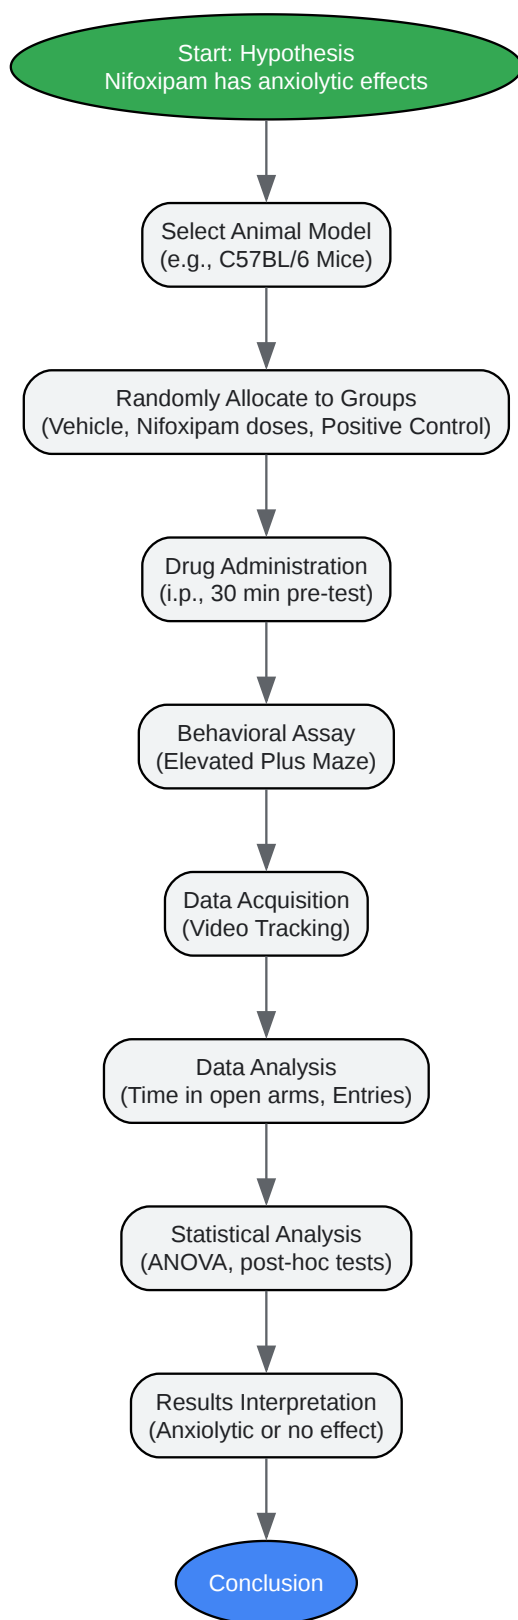 Start: Hypothesis
Nifoxipam has anxiolytic effects
Select Animal Model
(e.g., C57BL/6 Mice)
Randomly Allocate to Groups
(Vehicle, Nifoxipam doses, Positive Control)
Drug Administration
(i.p., 30 min pre-test)
Behavioral Assay
(Elevated Plus Maze)
Data Acquisition
(Video Tracking)
Data Analysis
(Time in open arms, Entries)
Statistical Analysis
(ANOVA, post-hoc tests)
Results Interpretation
(Anxiolytic or no effect)
Conclusion